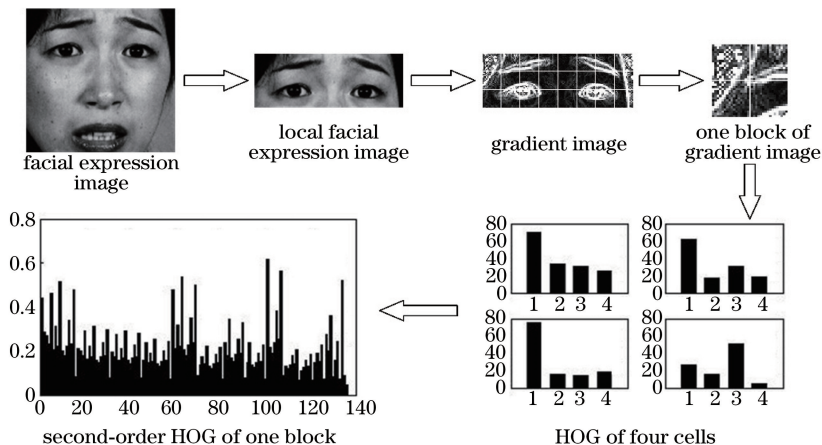 facial expression
image
local facial
expression image
gradient image
one block of
gradient image
0.8
0.6
0.4
0.2
0
0 20 40 60 80 100 120 140
second-order HOG of one block
80
60
40
20
0
1 2 3 4
80
60
40
20
0
1 2 3 4
80
60
40
20
0
1 2 3 4
80
60
40
20
0
1 2 3 4
HOG of four cells